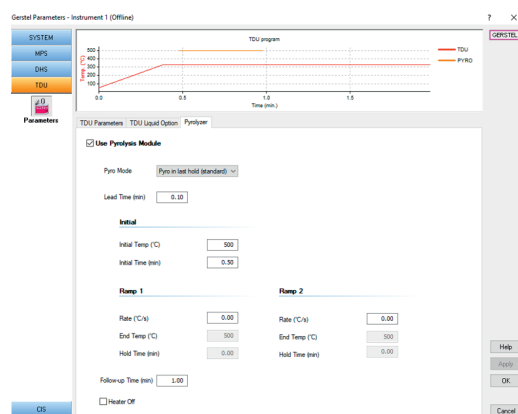 Gerstel Parameters - Instrument 1 (Offline)
? ×
SYSTEM
MPS
DHS
TDU
Parameters
CIS
GERSTEL
TDU program
Temp. (°C)
500
400
300
200
100
0.0 0.5 1.0 1.5
Time (min.)
TDU
PYRO
TDU Parameters TDU Liquid Option Pyrolyzer
Use Pyrolysis Module
Pyro Mode Pyro in last hold (standard)
Lead Time (min) 0.10
Initial
Initial Temp (°C) 500
Initial Time (min) 0.50
Ramp 1 Ramp 2
Rate (°C/s) 0.00 Rate (°C/s) 0.00
End Temp (°C) 500 End Temp (°C) 500
Hold Time (min) 0.00 Hold Time (min) 0.00
Follow-up Time (min) 1.00
Heater Off
Help
Apply
OK
Cancel